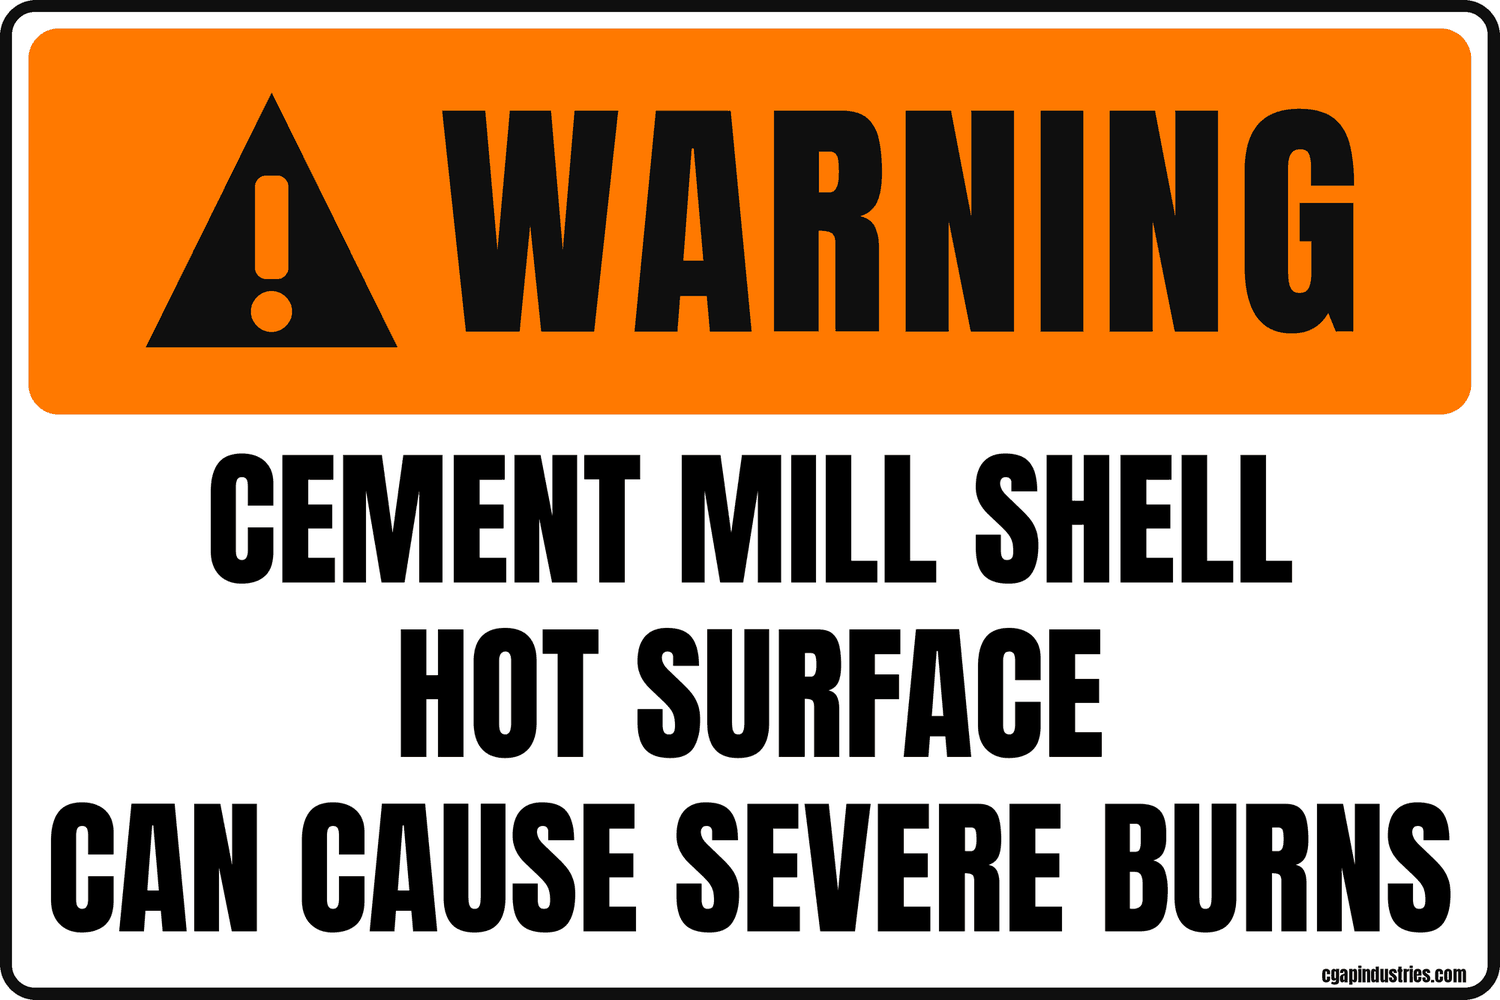 WARNING
CEMENT MILL SHELL
HOT SURFACE
CAN CAUSE SEVERE BURNS
cgapindustries.com